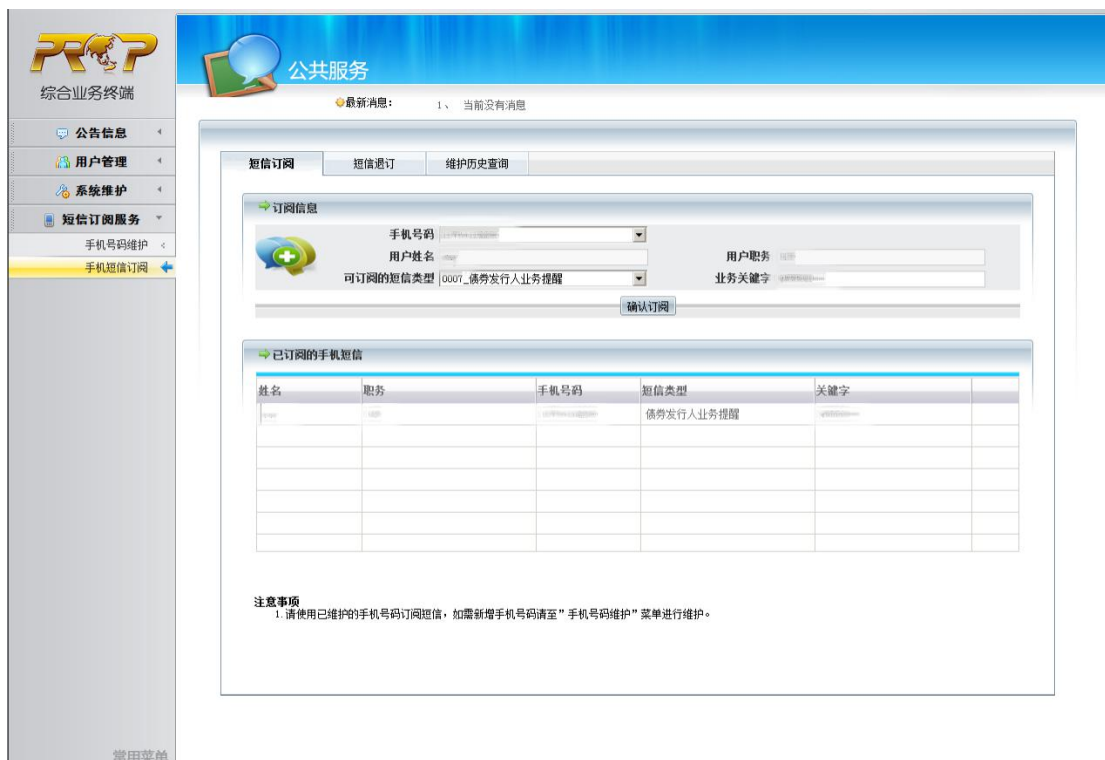 PROP
综合业务终端
公共服务
最新消息： 1、 当前没有消息
公告信息
用户管理
系统维护
短信订阅服务
手机号码维护
手机短信订阅
短信订阅 短信退订 维护历史查询
订阅信息
手机号码
用户姓名 用户职务
可订阅的短信类型 0007_债券发行人业务提醒 业务关键字
确认订阅
已订阅的手机短信
姓名 职务 手机号码 短信类型 关键字
债券发行人业务提醒
注意事项
1.请使用已维护的手机号码订阅短信，如需新增手机号码请至”手机号码维护”菜单进行维护。
常用菜单